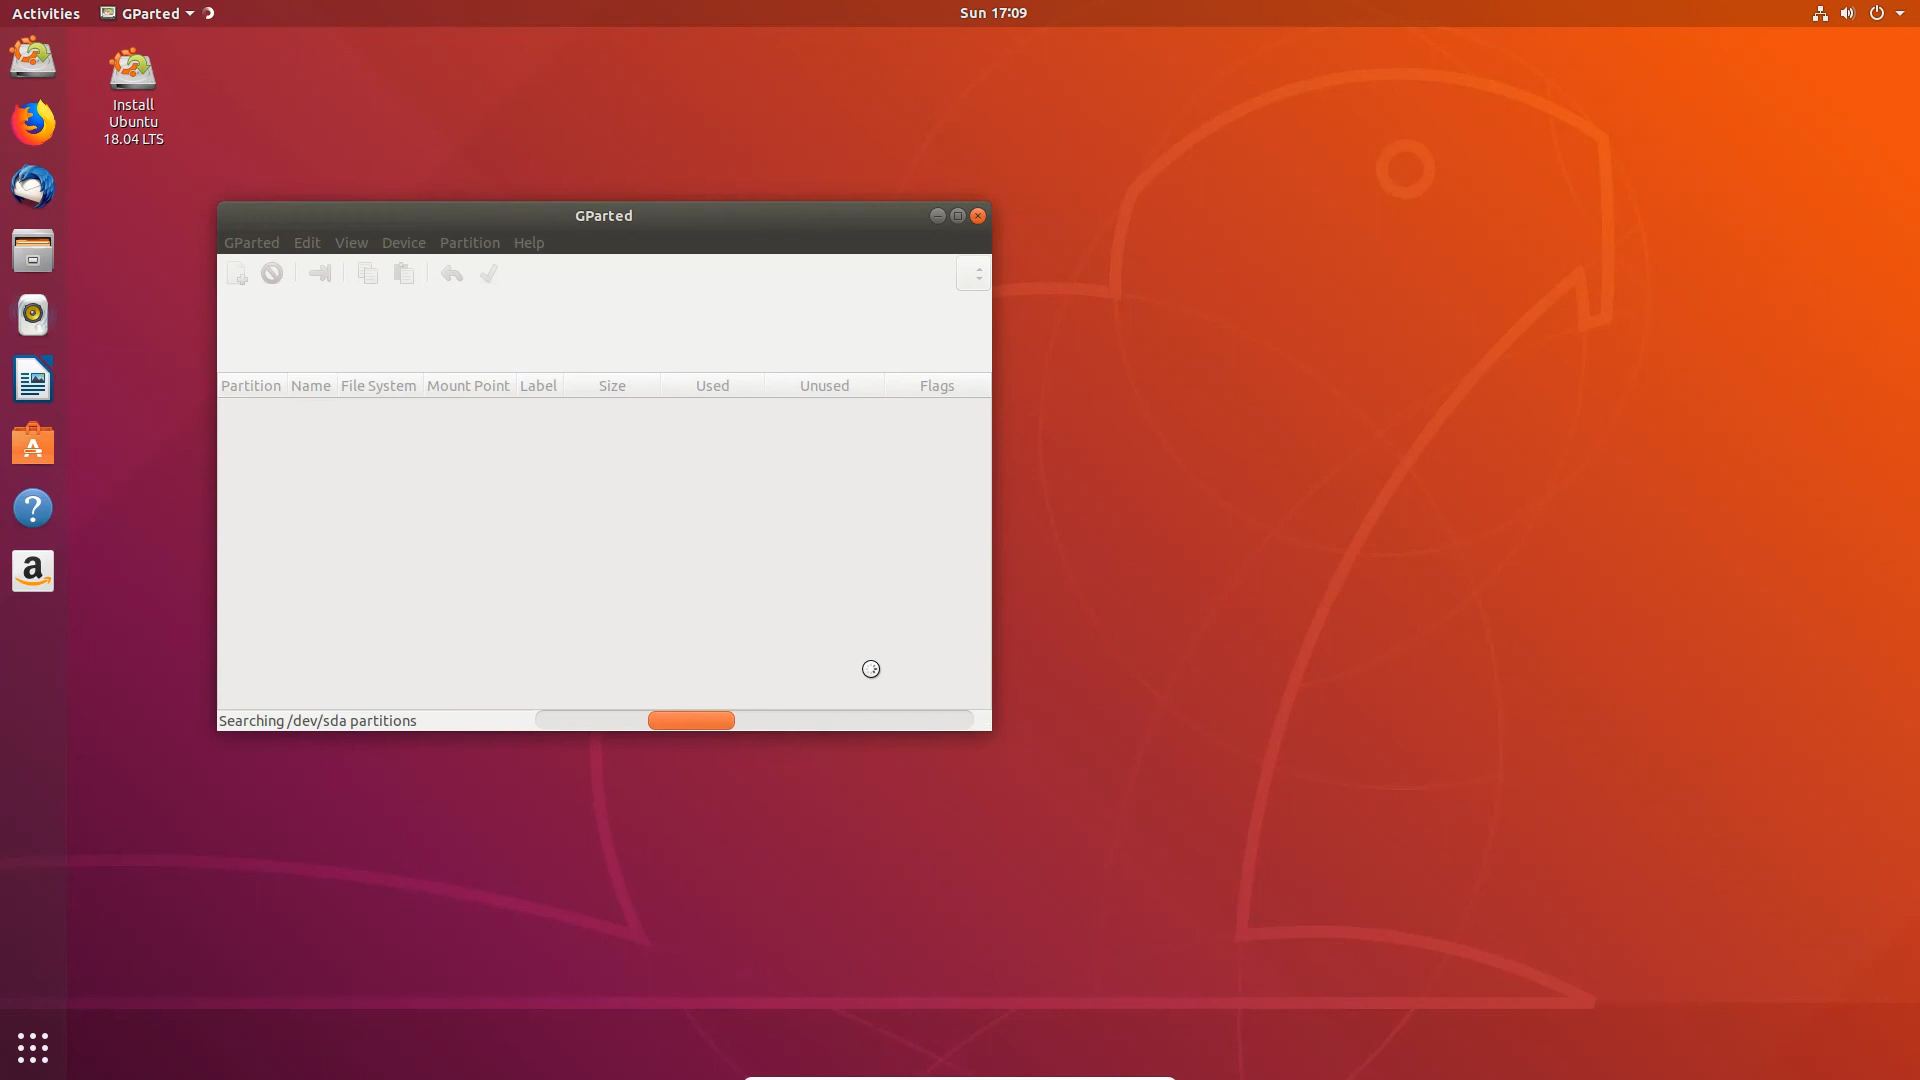 Activities GParted Sun 17:09
Install
Ubuntu
18.04 LTS
GParted
GParted Edit View Device Partition Help
Partition Name File System Mount Point Label Size Used Unused Flags
Searching /dev/sda partitions